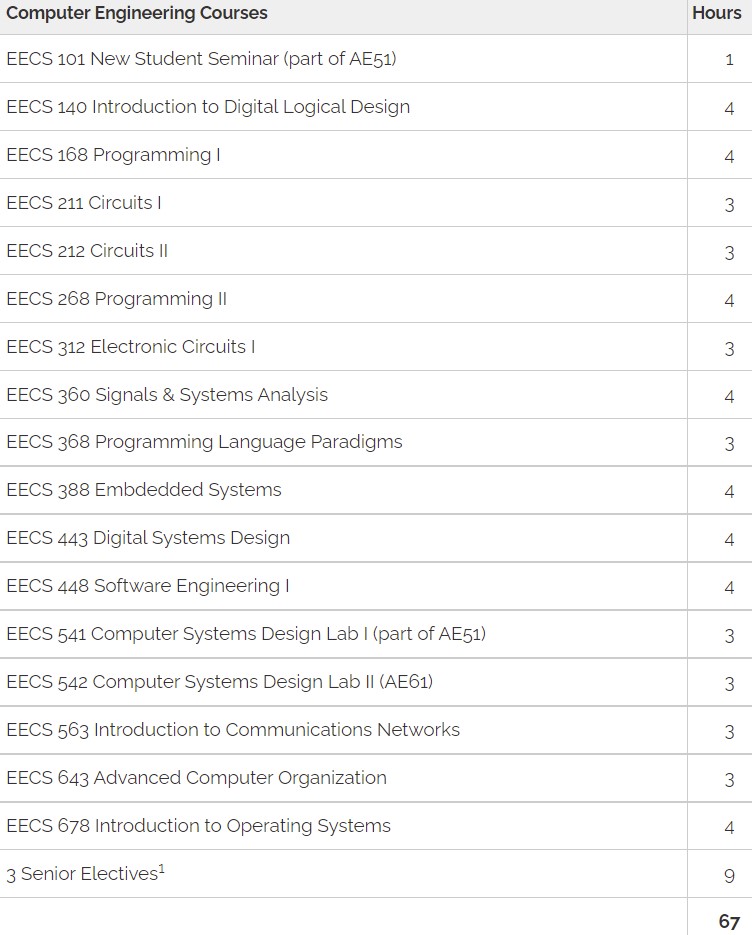 Computer Engineering Courses Hours
EECS 101 New Student Seminar (part of AE51) 1
EECS 140 Introduction to Digital Logical Design 4
EECS 168 Programming I 4
EECS 211 Circuits I 3
EECS 212 Circuits II 3
EECS 268 Programming II 4
EECS 312 Electronic Circuits I 3
EECS 360 Signals & Systems Analysis 4
EECS 368 Programming Language Paradigms 3
EECS 388 Embdedded Systems 4
EECS 443 Digital Systems Design 4
EECS 448 Software Engineering I 4
EECS 541 Computer Systems Design Lab I (part of AE51) 3
EECS 542 Computer Systems Design Lab II (AE61) 3
EECS 563 Introduction to Communications Networks 3
EECS 643 Advanced Computer Organization 3
EECS 678 Introduction to Operating Systems 4
3 Senior Electives¹ 9
67